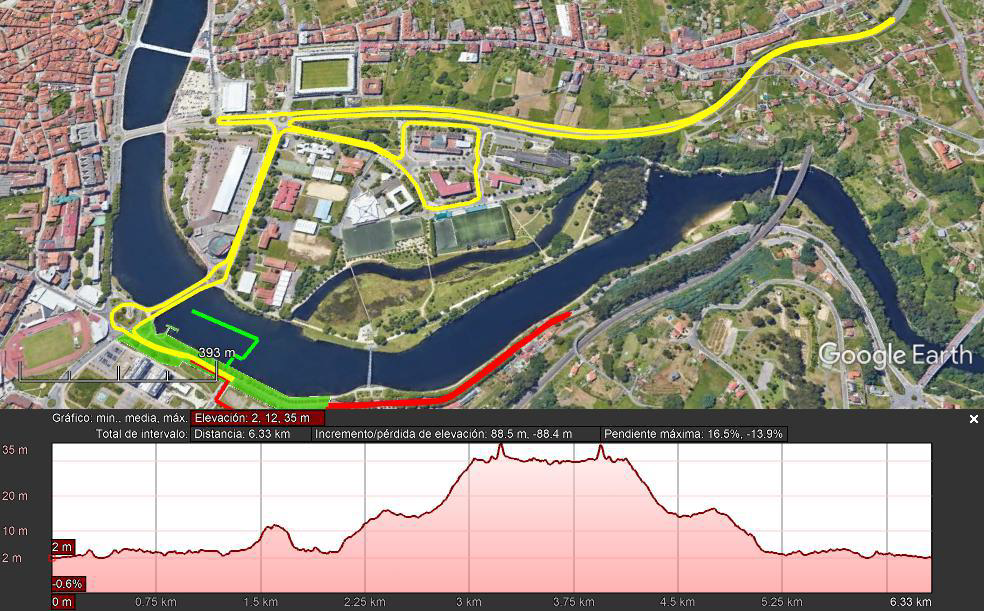 393 m
Google Earth
Gráfico: mín., media, máx. Elevación: 2, 12, 35 m
Total de intervalo: Distancia: 6.33 km Incremento/pérdida de elevación: 88.5 m, -88.4 m Pendiente máxima: 16.5%, -13.9%
35 m
20 m
10 m
2 m
2 m
-0.6%
0 m 0.75 km 1.5 km 2.25 km 3 km 3.75 km 4.5 km 5.25 km 6.33 km